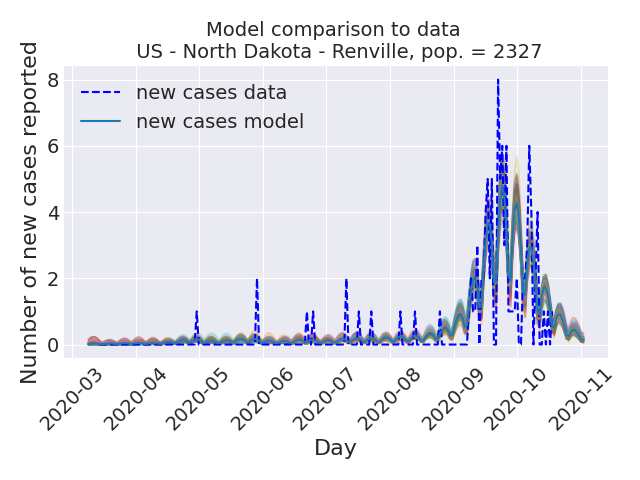 Model comparison to data
US - North Dakota - Renville, pop. = 2327
Number of new cases reported
8
6
4
2
0
new cases data
new cases model
2020-03
2020-04
2020-05
2020-06
2020-07
2020-08
2020-09
2020-10
2020-11
Day